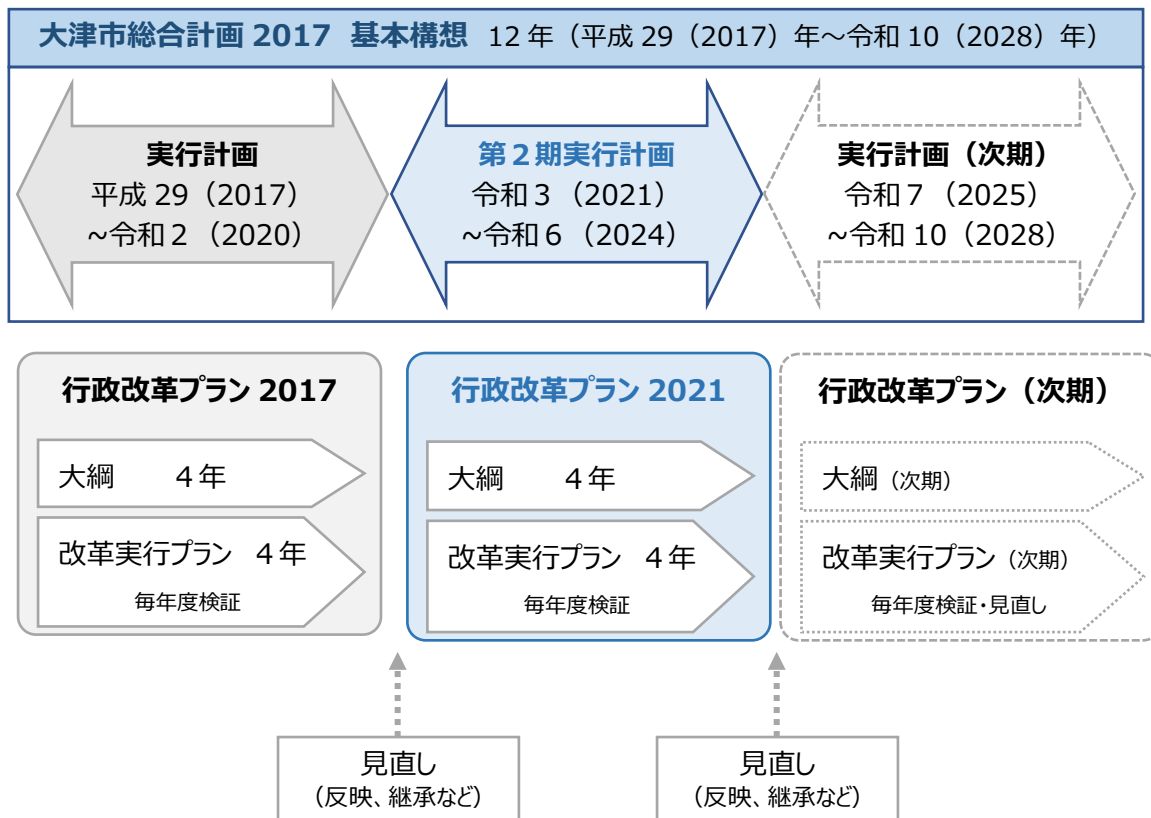 大津市総合計画 2017 基本構想 12 年（平成 29（2017）年～令和 10（2028）年）
実行計画
平成 29（2017）
~令和２（2020）
第２期実行計画
令和３（2021）
~令和６（2024）
実行計画（次期）
令和７（2025）
~令和 10（2028）
行政改革プラン 2017
大綱 ４年
改革実行プラン ４年
毎年度検証
行政改革プラン 2021
大綱 ４年
改革実行プラン ４年
毎年度検証
行政改革プラン（次期）
大綱（次期）
改革実行プラン（次期）
毎年度検証・見直し
見直し
（反映、継承など）
見直し
（反映、継承など）